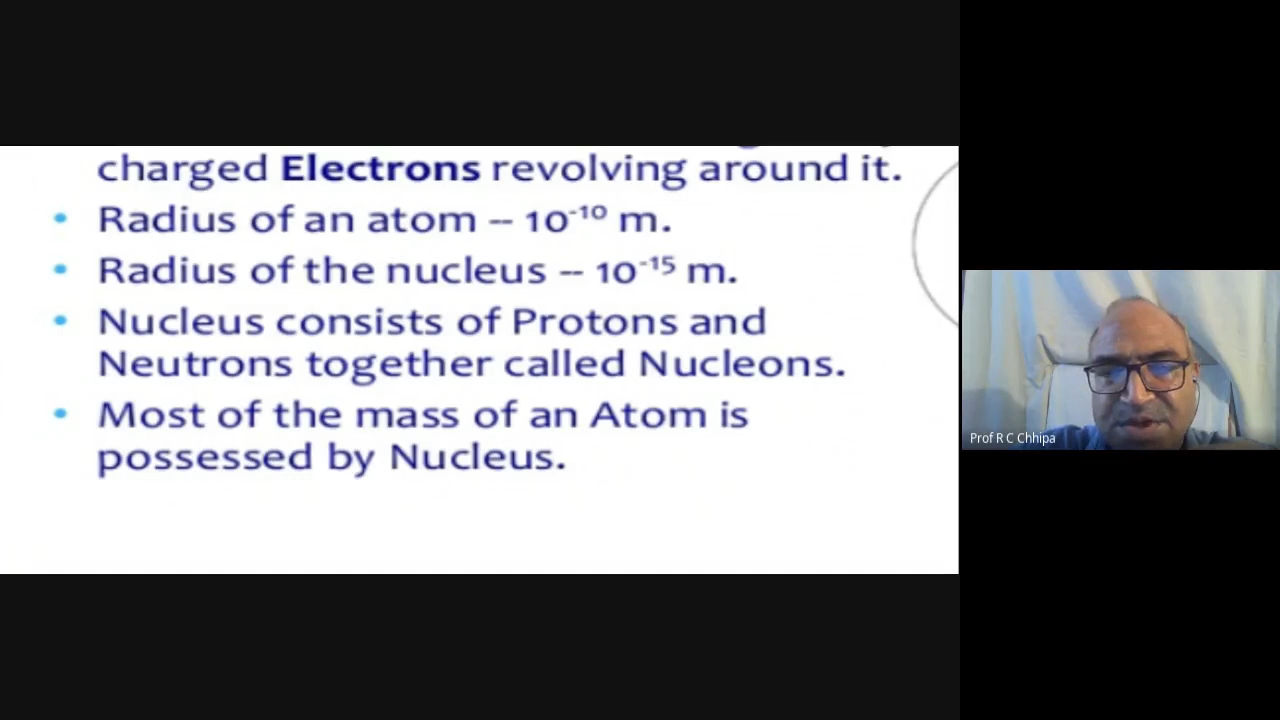 charged Electrons revolving around it.
• Radius of an atom -- 10⁻¹⁰ m.
• Radius of the nucleus -- 10⁻¹⁵ m.
• Nucleus consists of Protons and
Neutrons together called Nucleons.
• Most of the mass of an Atom is
possessed by Nucleus.
Prof R C Chhipa